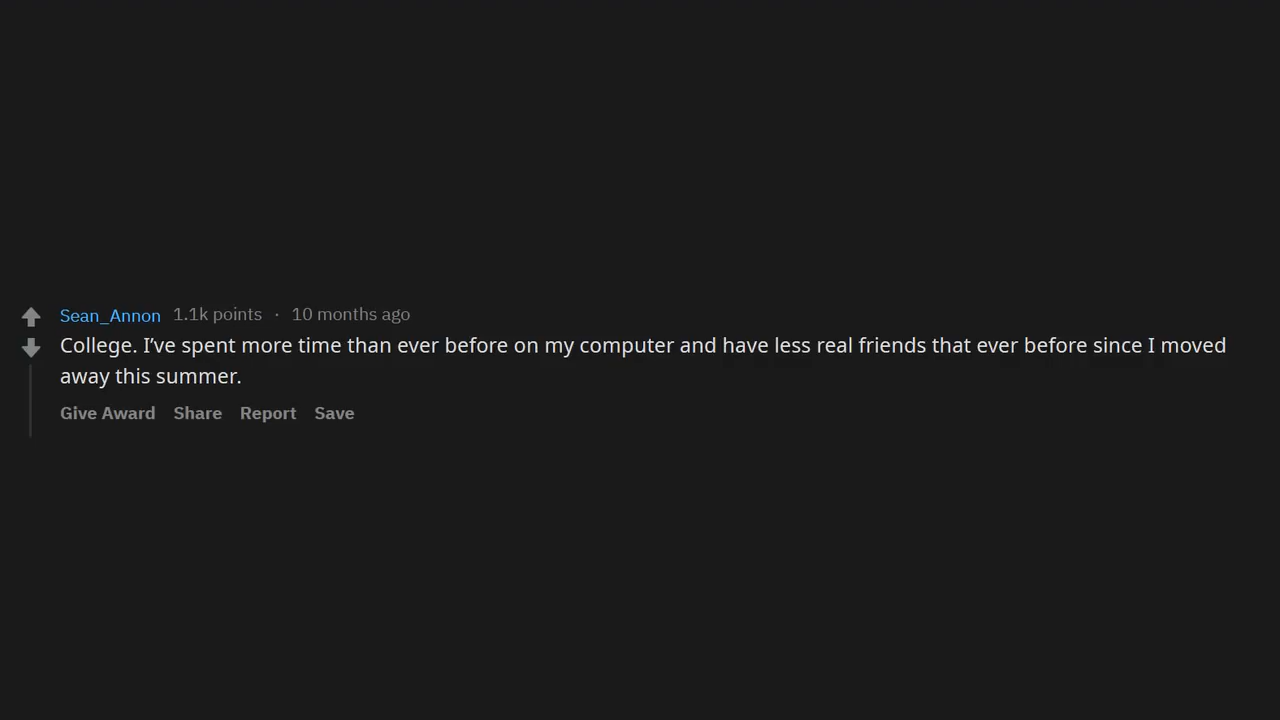 Sean_Annon 1.1k points · 10 months ago
College. I’ve spent more time than ever before on my computer and have less real friends that ever before since I moved
away this summer.
Give Award Share Report Save